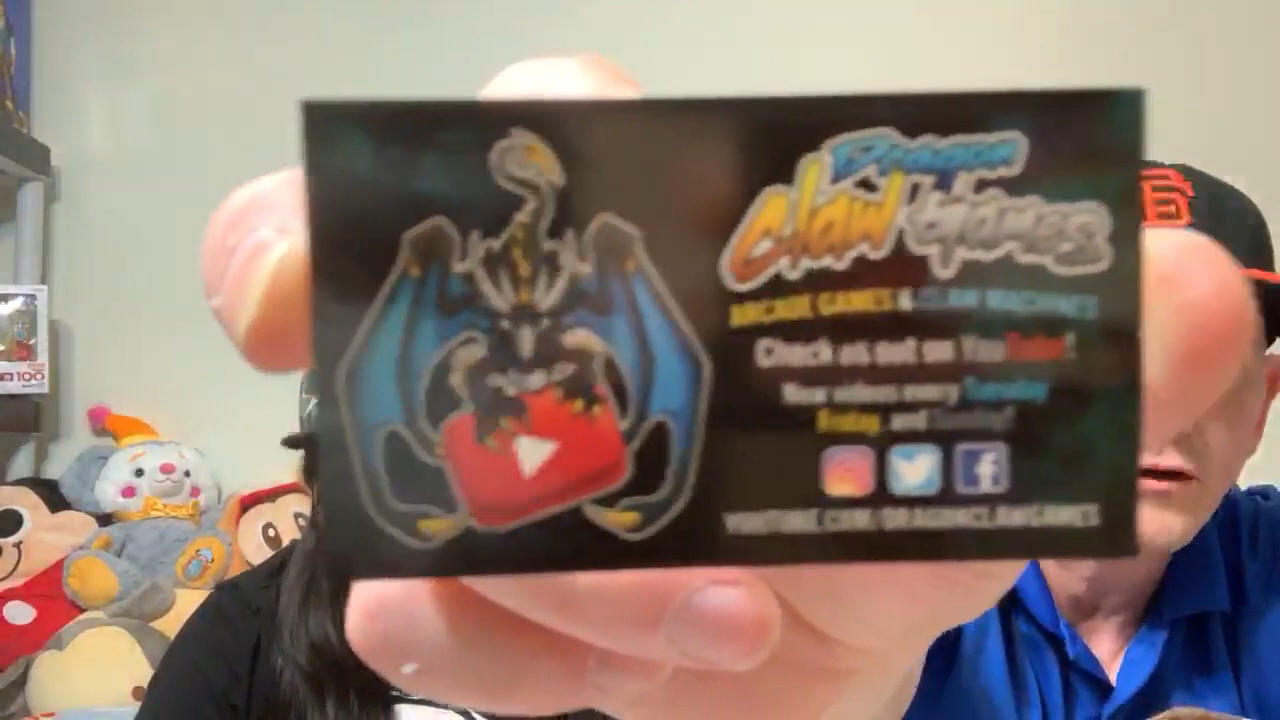 Dragon
Claw Games
ARCADE GAMES & CLAW MACHINES
Check us out on YouTube!
New videos every Tuesday
Friday, and Sunday!
YOUTUBE.COM/DRAGONCLAWGAMES
100